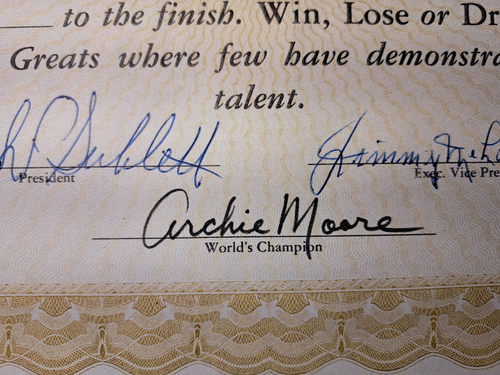 to the finish. Win, Lose or Dr
Greats where few have demonstra
talent.
Jimmy
President
Exec. Vice Pre
Archie Moore
World's Champion